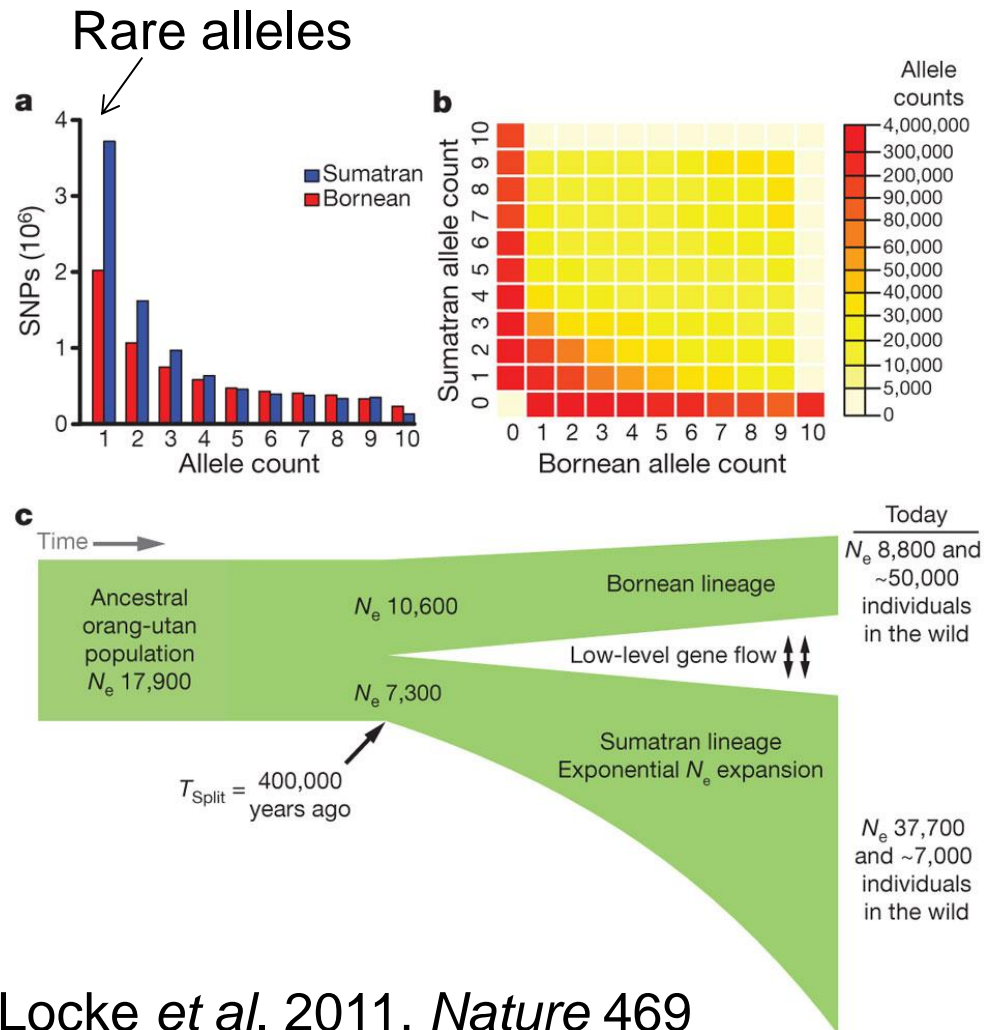 Rare alleles
a
4
3
2
1
0
SNPs (10⁶)
Sumatran
Bornean
1 2 3 4 5 6 7 8 9 10
Allele count
b
Sumatran allele count
10
9
8
7
6
5
4
3
2
1
0
0 1 2 3 4 5 6 7 8 9 10
Bornean allele count
Allele
counts
4,000,000
300,000
200,000
90,000
80,000
60,000
50,000
40,000
30,000
20,000
10,000
5,000
0
c
Time
Ancestral
orang-utan
population
Nₑ 17,900
Nₑ 10,600
Nₑ 7,300
T_Split = 400,000
years ago
Bornean lineage
Low-level gene flow
Sumatran lineage
Exponential Nₑ expansion
Today
Nₑ 8,800 and
~50,000
individuals
in the wild
Nₑ 37,700
and ~7,000
individuals
in the wild
Locke et al. 2011. Nature 469